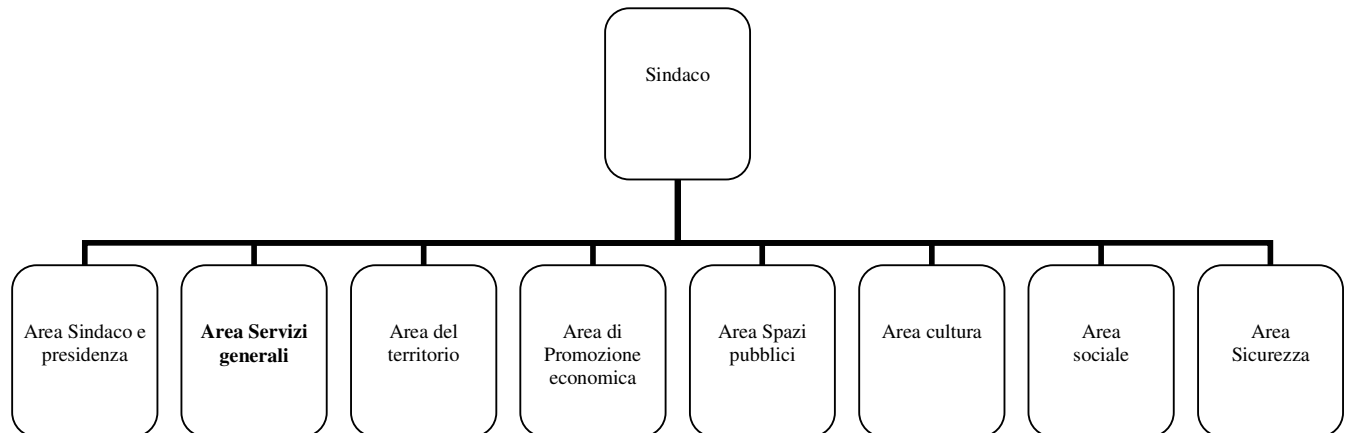 Sindaco
Area Sindaco e
presidenza
Area Servizi
generali
Area del
territorio
Area di
Promozione
economica
Area Spazi
pubblici
Area cultura
Area
sociale
Area
Sicurezza